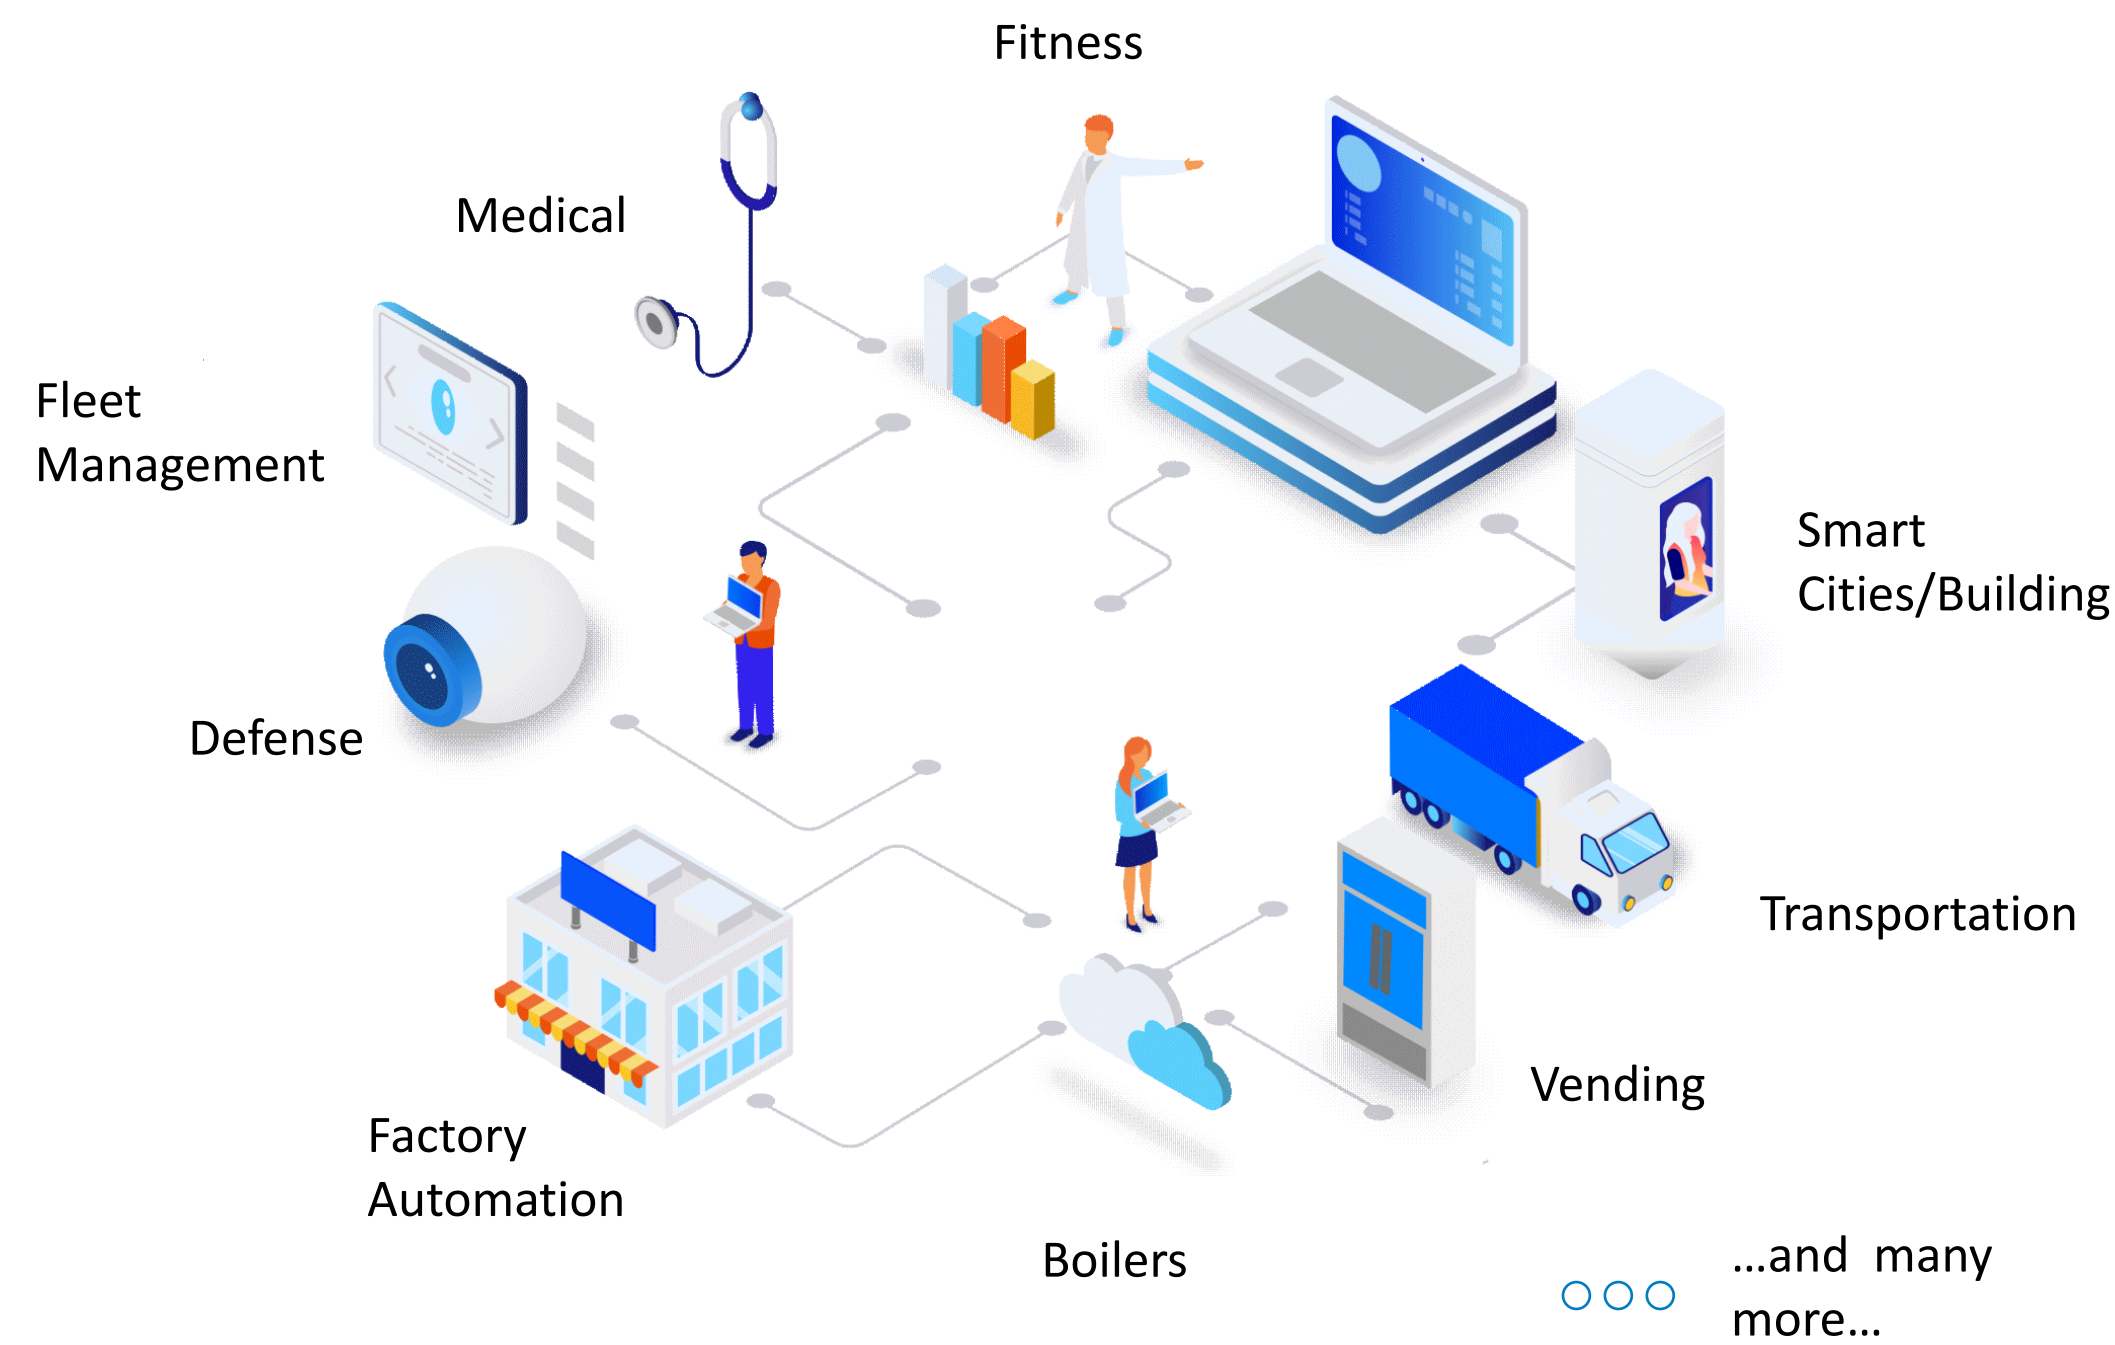 Fitness
Medical
Fleet
Management
Smart
Cities/Building
Defense
Transportation
Vending
Factory
Automation
Boilers
...and many
more...